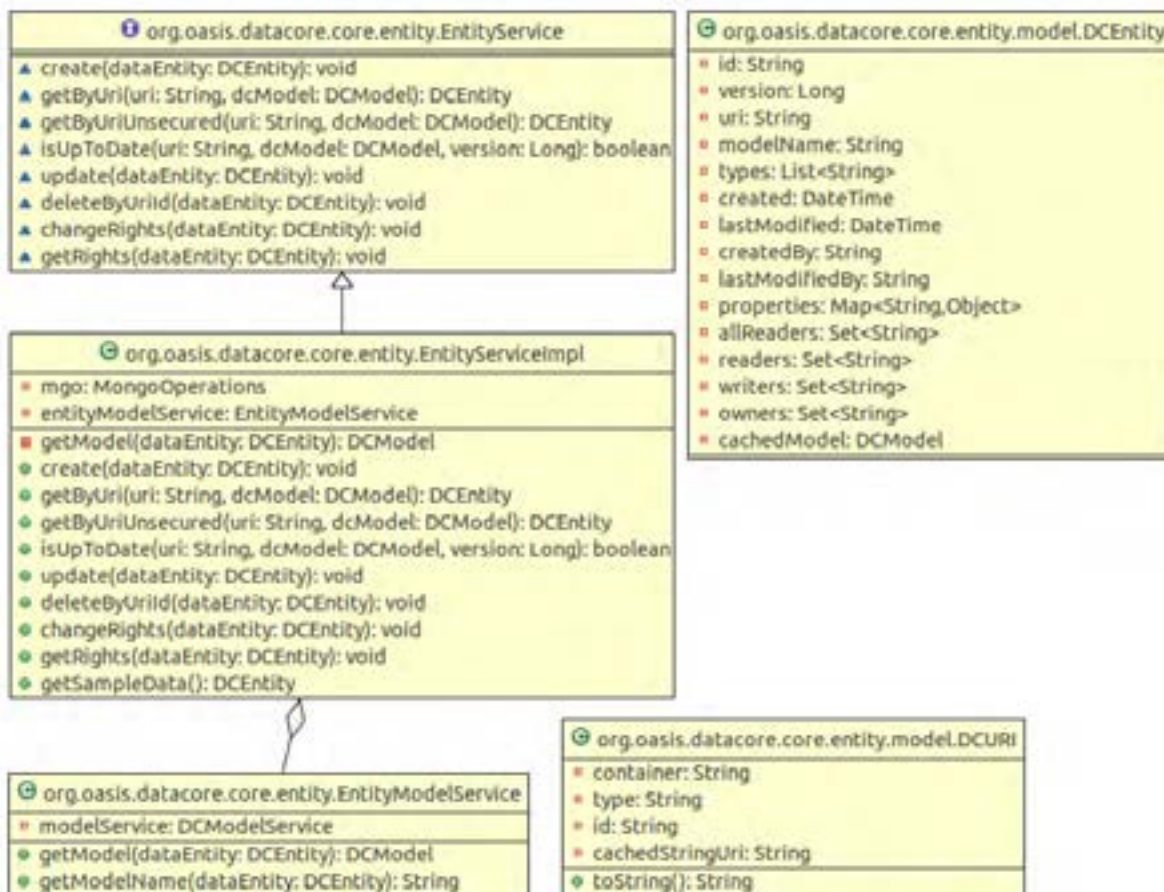 org.oasis.datacore.core.entity.EntityService
create(dataEntity: DCEntity): void
getByUri(uri: String, dcModel: DCModel): DCEntity
getByUriUnsecured(uri: String, dcModel: DCModel): DCEntity
isUpToDate(uri: String, dcModel: DCModel, version: Long): boolean
update(dataEntity: DCEntity): void
deleteByUriId(dataEntity: DCEntity): void
changeRights(dataEntity: DCEntity): void
getRights(dataEntity: DCEntity): void
org.oasis.datacore.core.entity.model.DCEntity
id: String
version: Long
uri: String
modelName: String
types: List<String>
created: DateTime
lastModified: DateTime
createdBy: String
lastModifiedBy: String
properties: Map<String,Object>
allReaders: Set<String>
readers: Set<String>
writers: Set<String>
owners: Set<String>
cachedModel: DCModel
org.oasis.datacore.core.entity.EntityServiceImpl
mgo: MongoOperations
entityModelService: EntityModelService
getModel(dataEntity: DCEntity): DCModel
create(dataEntity: DCEntity): void
getByUri(uri: String, dcModel: DCModel): DCEntity
getByUriUnsecured(uri: String, dcModel: DCModel): DCEntity
isUpToDate(uri: String, dcModel: DCModel, version: Long): boolean
update(dataEntity: DCEntity): void
deleteByUriId(dataEntity: DCEntity): void
changeRights(dataEntity: DCEntity): void
getRights(dataEntity: DCEntity): void
getSampleData(): DCEntity
org.oasis.datacore.core.entity.EntityModelService
modelService: DCModelService
getModel(dataEntity: DCEntity): DCModel
getModelName(dataEntity: DCEntity): String
org.oasis.datacore.core.entity.model.DCURI
container: String
type: String
id: String
cachedStringUri: String
toString(): String